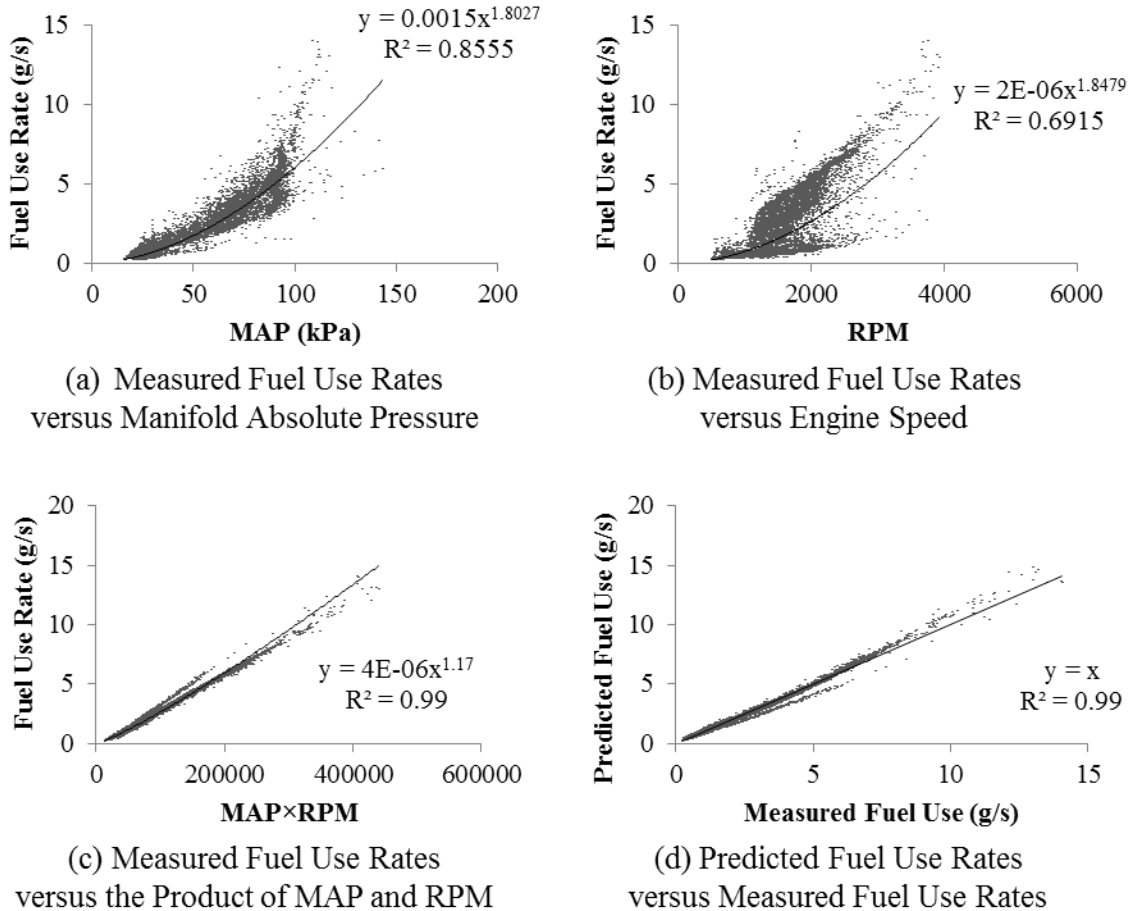 y = 0.0015x^1.8027
R² = 0.8555
Fuel Use Rate (g/s)
15
10
5
0
0 50 100 150 200
MAP (kPa)
(a) Measured Fuel Use Rates
versus Manifold Absolute Pressure
y = 2E-06x^1.8479
R² = 0.6915
Fuel Use Rate (g/s)
15
10
5
0
0 2000 4000 6000
RPM
(b) Measured Fuel Use Rates
versus Engine Speed
Fuel Use Rate (g/s)
20
15
10
5
0
y = 4E-06x^1.17
R² = 0.99
0 200000 400000 600000
MAP×RPM
(c) Measured Fuel Use Rates
versus the Product of MAP and RPM
Predicted Fuel Use (g/s)
20
15
10
5
0
y = x
R² = 0.99
0 5 10 15
Measured Fuel Use (g/s)
(d) Predicted Fuel Use Rates
versus Measured Fuel Use Rates